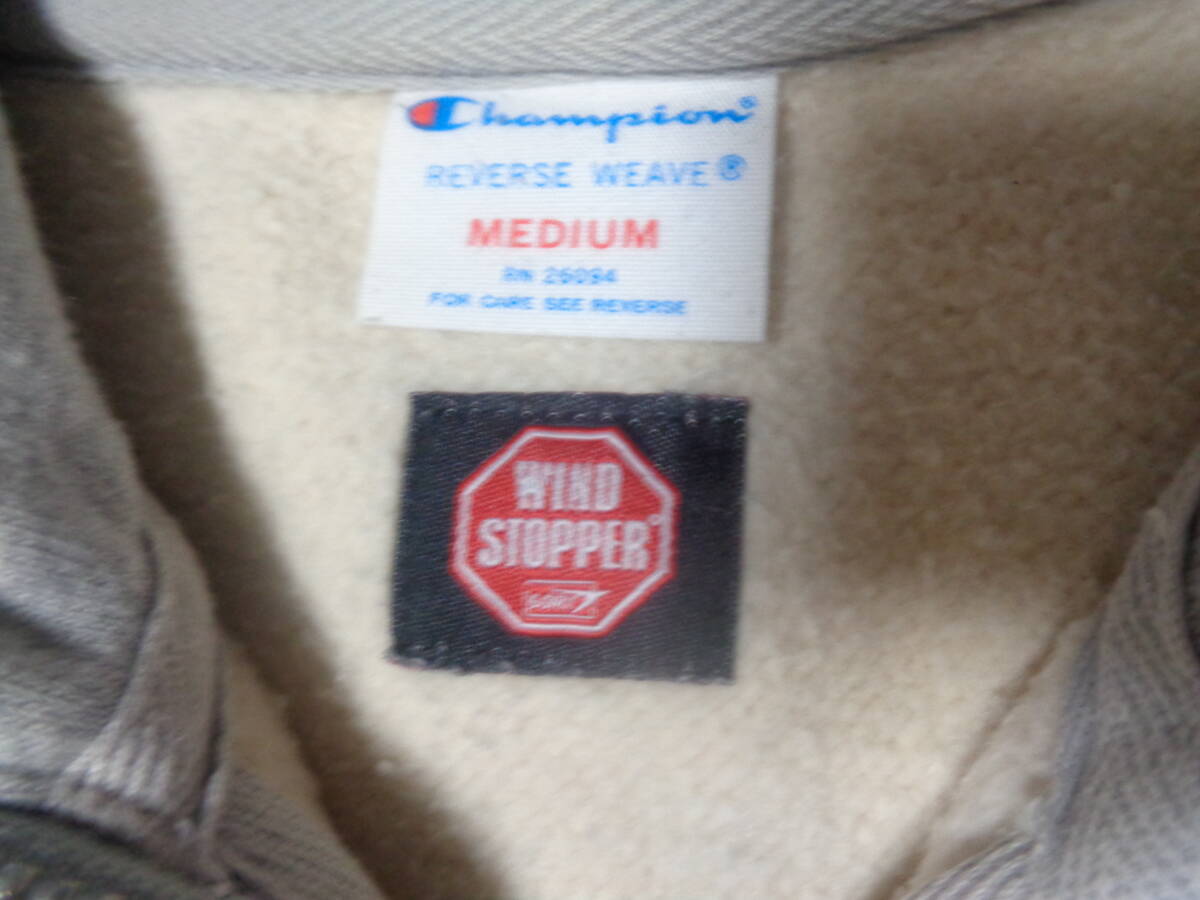 Champion®
REVERSE WEAVE®
MEDIUM
RN 26094
FOR CARE SEE REVERSE
WIND
STOPPER®